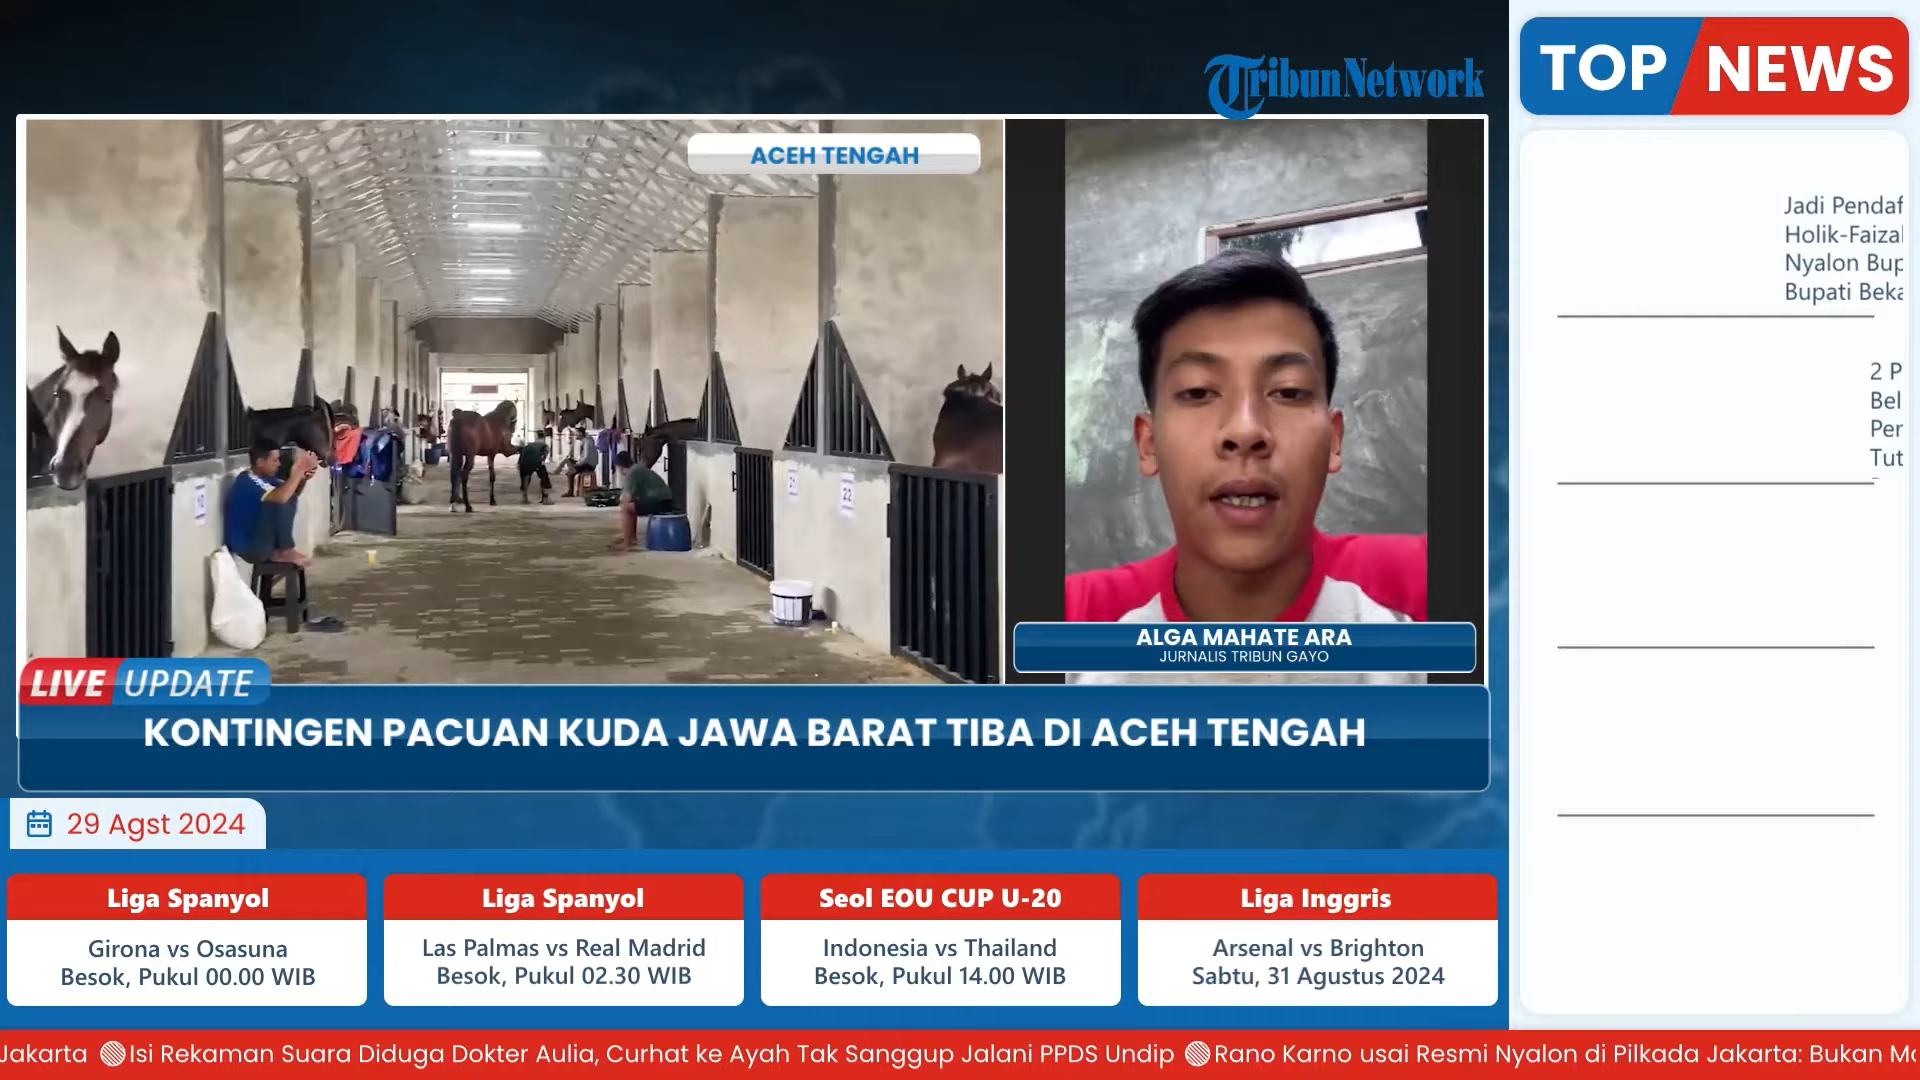 TribunNetwork
TOP NEWS
ACEH TENGAH
Jadi Pendaf
Holik-Faizal
Nyalon Bup
Bupati Beka
2 P
Bel
Per
Tut
10
21
22
ALGA MAHATE ARA
JURNALIS TRIBUN GAYO
LIVE UPDATE
KONTINGEN PACUAN KUDA JAWA BARAT TIBA DI ACEH TENGAH
29 Agst 2024
Liga Spanyol
Girona vs Osasuna
Besok, Pukul 00.00 WIB
Liga Spanyol
Las Palmas vs Real Madrid
Besok, Pukul 02.30 WIB
Seol EOU CUP U-20
Indonesia vs Thailand
Besok, Pukul 14.00 WIB
Liga Inggris
Arsenal vs Brighton
Sabtu, 31 Agustus 2024
Jakarta Isi Rekaman Suara Diduga Dokter Aulia, Curhat ke Ayah Tak Sanggup Jalani PPDS Undip Rano Karno usai Resmi Nyalon di Pilkada Jakarta: Bukan